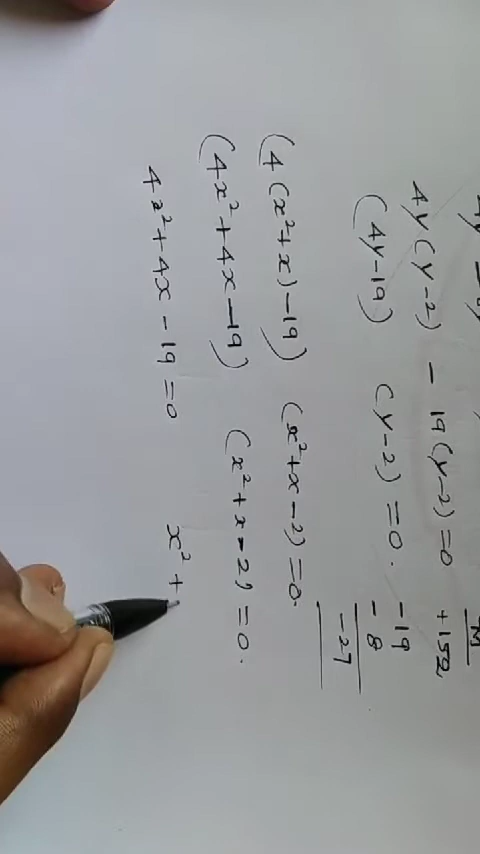 4y(y-2) - 19(y-2) =0
+152
(4y-19) (y-2) =0.
-19
-8
-27
(4(x²+x)-19) (x²+x-2) =0.
(4x²+4x-19) (x²+x-2) =0.
4x²+4x-19=0 x²+